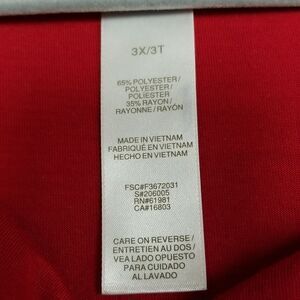 3X/3T
65% POLYESTER/
POLYESTER/
POLIESTER
35% RAYON/
RAYONNE/RAYÓN
MADE IN VIETNAM
FABRIQUÉ EN VIETNAM
HECHO EN VIETNAM
FSC#F3672031
S#206005
RN#61981
CA#16803
CARE ON REVERSE/
ENTRETIEN AU DOS/
VEA LADO OPUESTO
PARA CUIDADO
AL LAVADO